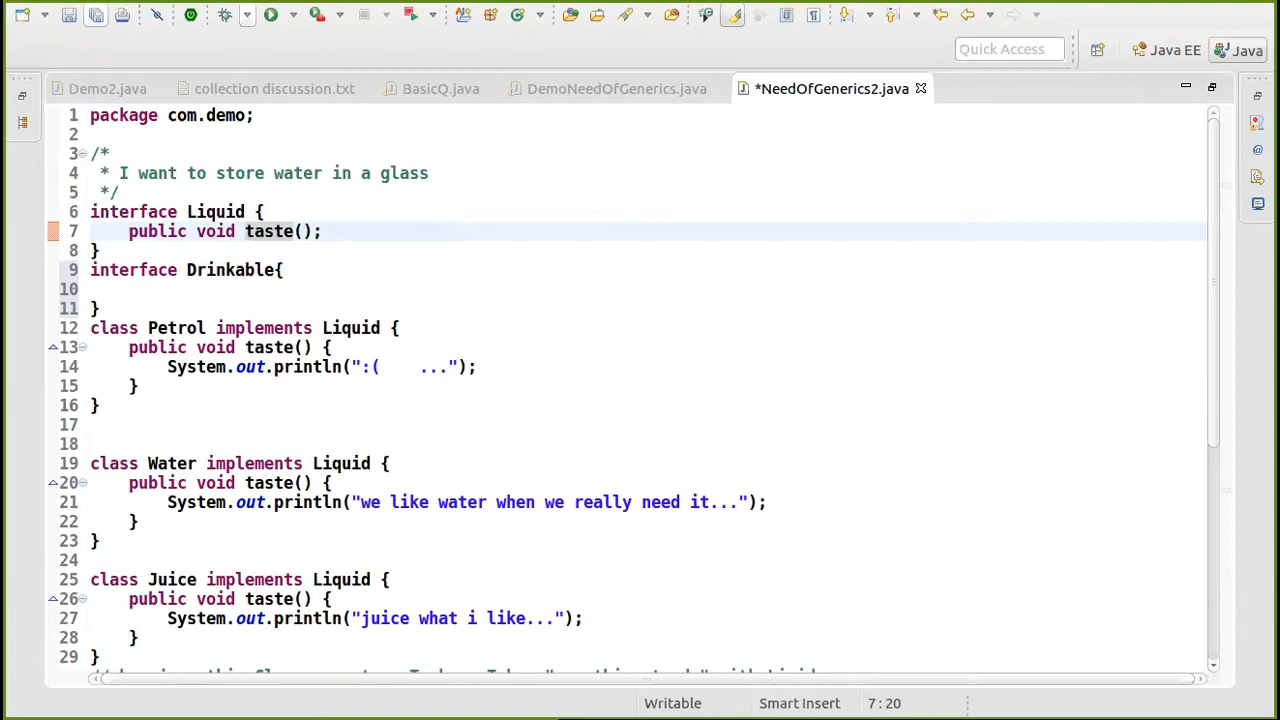 Quick Access
Java EE
Java
Demo2.java
collection discussion.txt
BasicQ.java
DemoNeedOfGenerics.java
*NeedOfGenerics2.java
1 package com.demo;
2
3 /*
4  * I want to store water in a glass
5  */
6 interface Liquid {
7     public void taste();
8 }
9 interface Drinkable{
10
11 }
12 class Petrol implements Liquid {
13     public void taste() {
14         System.out.println(":(    ...");
15     }
16 }
17
18
19 class Water implements Liquid {
20     public void taste() {
21         System.out.println("we like water when we really need it...");
22     }
23 }
24
25 class Juice implements Liquid {
26     public void taste() {
27         System.out.println("juice what i like...");
28     }
29 }
Writable
Smart Insert
7 : 20